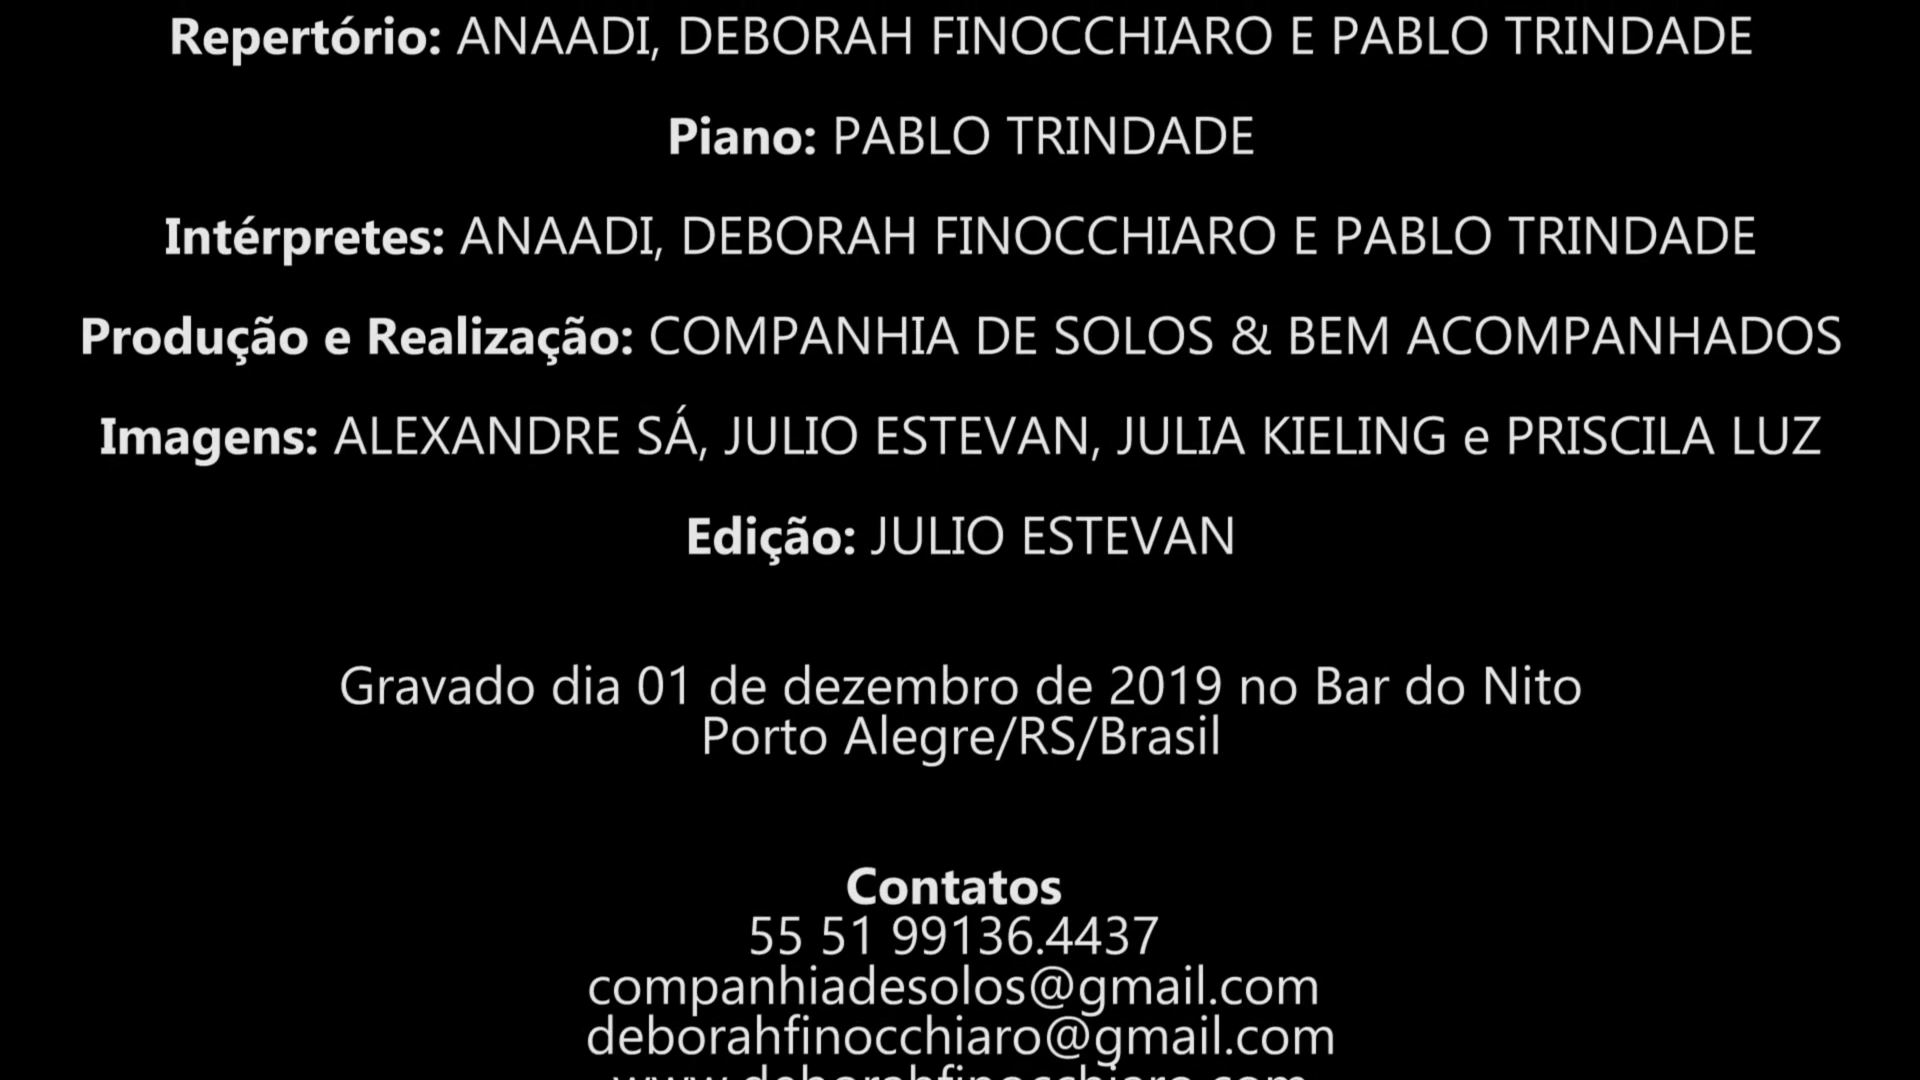 Repertório: ANAADI, DEBORAH FINOCCHIARO E PABLO TRINDADE
Piano: PABLO TRINDADE
Intérpretes: ANAADI, DEBORAH FINOCCHIARO E PABLO TRINDADE
Produção e Realização: COMPANHIA DE SOLOS & BEM ACOMPANHADOS
Imagens: ALEXANDRE SÁ, JULIO ESTEVAN, JULIA KIELING e PRISCILA LUZ
Edição: JULIO ESTEVAN
Gravado dia 01 de dezembro de 2019 no Bar do Nito
Porto Alegre/RS/Brasil
Contatos
55 51 99136.4437
companhiadesolos@gmail.com
deborahfinocchiaro@gmail.com
www.deborahfinocchiaro.com